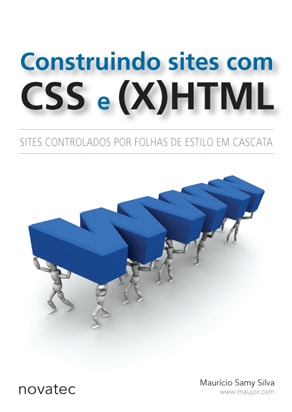 Construindo sites com
CSS e (X)HTML
SITES CONTROLADOS POR FOLHAS DE ESTILO EM CASCATA
WWW
Maurício Samy Silva
www.maujor.com
novatec